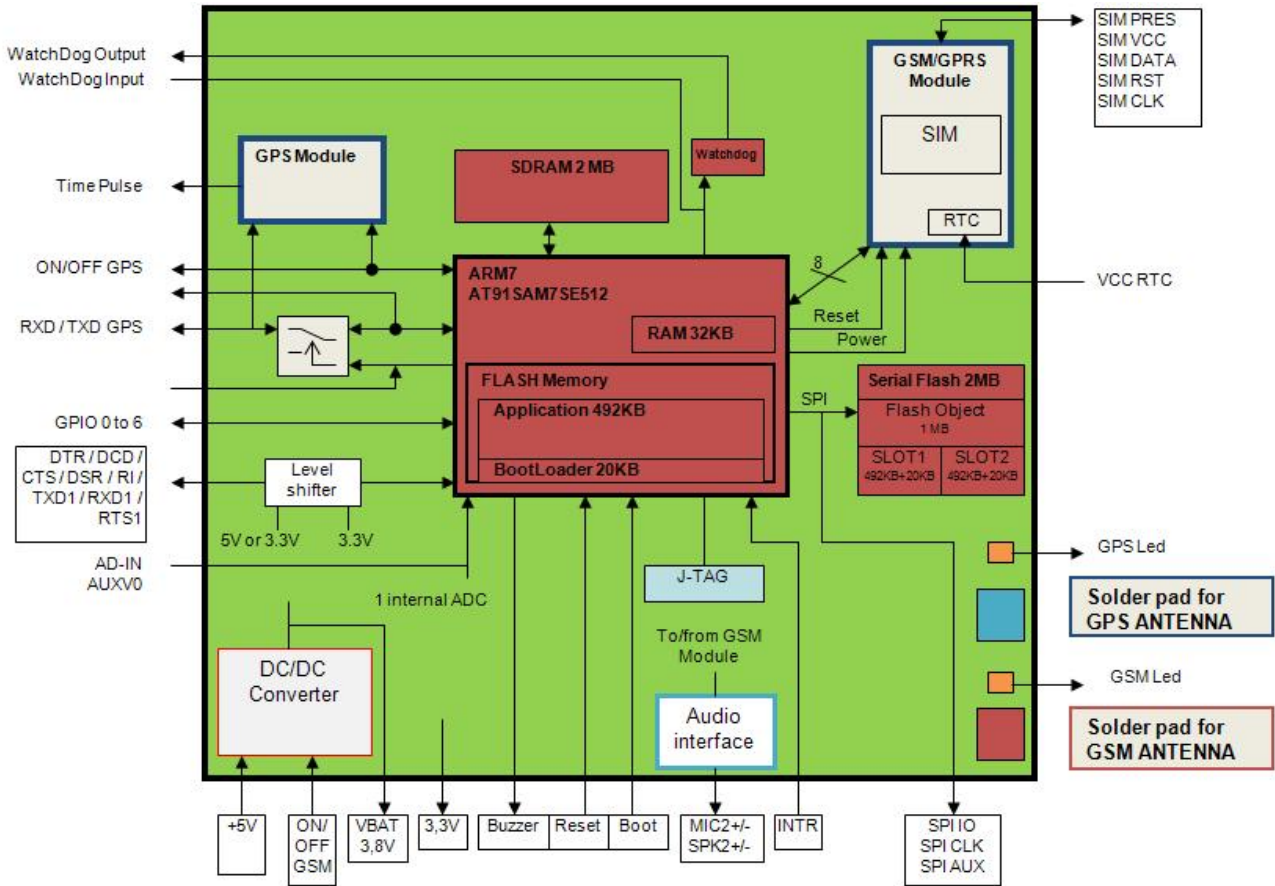 WatchDog Output
WatchDog Input
Time Pulse
ON/OFF GPS
RXD / TXD GPS
GPIO 0 to 6
DTR / DCD /
CTS / DSR / RI /
TXD1 / RXD1 /
RTS1
AD-IN
AUXV0
GPS Module
SDRAM 2 MB
Watchdog
GSM/GPRS
Module
SIM
RTC
SIM PRES
SIM VCC
SIM DATA
SIM RST
SIM CLK
VCC RTC
ARM7
AT91SAM7SE512
RAM 32KB
FLASH Memory
Application 492KB
BootLoader 20KB
8
Reset
Power
SPI
Serial Flash 2MB
Flash Object
1 MB
SLOT1
492KB+20KB
SLOT2
492KB+20KB
Level
shifter
5V or 3.3V
3.3V
1 internal ADC
J-TAG
To/from GSM
Module
Audio
interface
DC/DC
Converter
GPS Led
Solder pad for
GPS ANTENNA
GSM Led
Solder pad for
GSM ANTENNA
+5V
ON/
OFF
GSM
VBAT
3,8V
3,3V
Buzzer
Reset
Boot
MIC2+/-
SPK2+/-
INTR
SPI IO
SPI CLK
SPI AUX